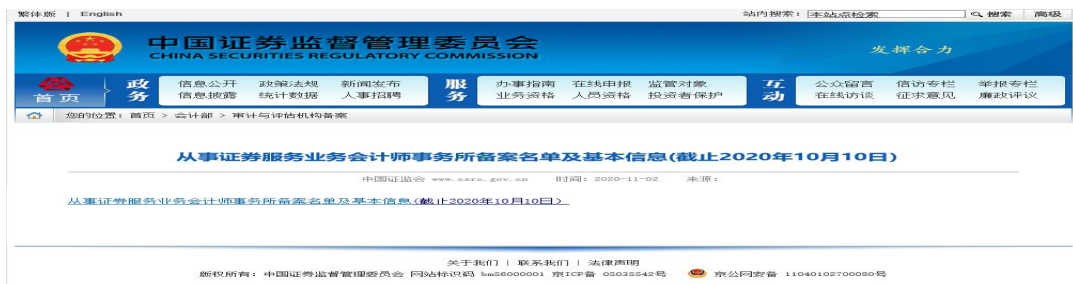 繁体版 | English 站内搜索: 本站点检索 搜索 高级
中国证券监督管理委员会
CHINA SECURITIES REGULATORY COMMISSION
发挥合力
首页 政务 信息公开 政策法规 新闻发布 服务 办事指南 在线申报 监管对象 互动 公众留言 信访专栏 举报专栏
信息披露 统计数据 人事招聘 业务资格 人员资格 投资者保护 在线访谈 征求意见 廉政评议
您的位置: 首页 > 会计部 > 审计与评估机构备案
从事证券服务业务会计师事务所备案名单及基本信息(截止2020年10月10日)
中国证监会 www.csrc.gov.cn 时间: 2020-11-02 来源:
从事证券服务业务会计师事务所备案名单及基本信息(截止2020年10月10日)
关于我们 | 联系我们 | 法律声明
版权所有: 中国证券监督管理委员会 网站标识码 bm56000001 京ICP备 05035542号 京公网安备 11040102700080号